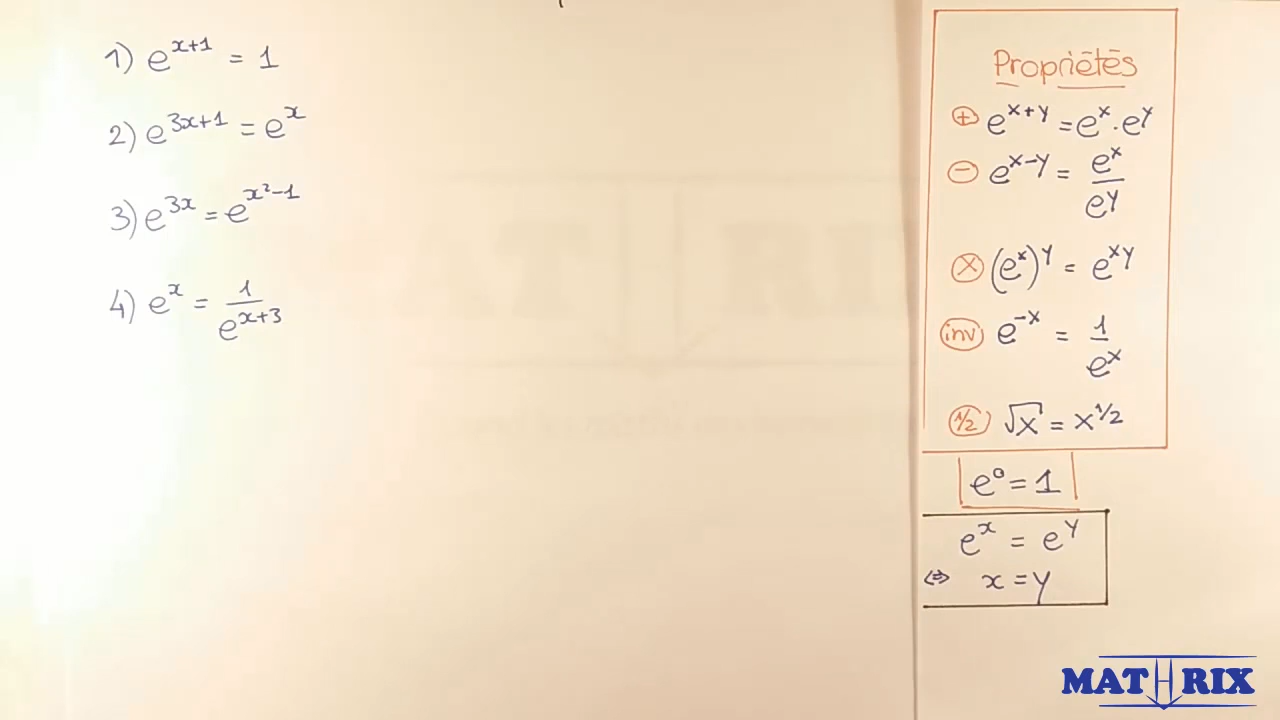 1) e^{x+1} = 1
2) e^{3x+1} = e^x
3) e^{3x} = e^{x²-1}
4) e^x = 1/e^{x+3}
Propriétés
(+) e^{x+y} = e^x . e^y
(−) e^{x-y} = e^x/e^y
(×) (e^x)^y = e^{xy}
(inv) e^{-x} = 1/e^x
(1/2) √x = x^{1/2}
e^0 = 1
e^x = e^y
⇔ x = y
MATHRIX